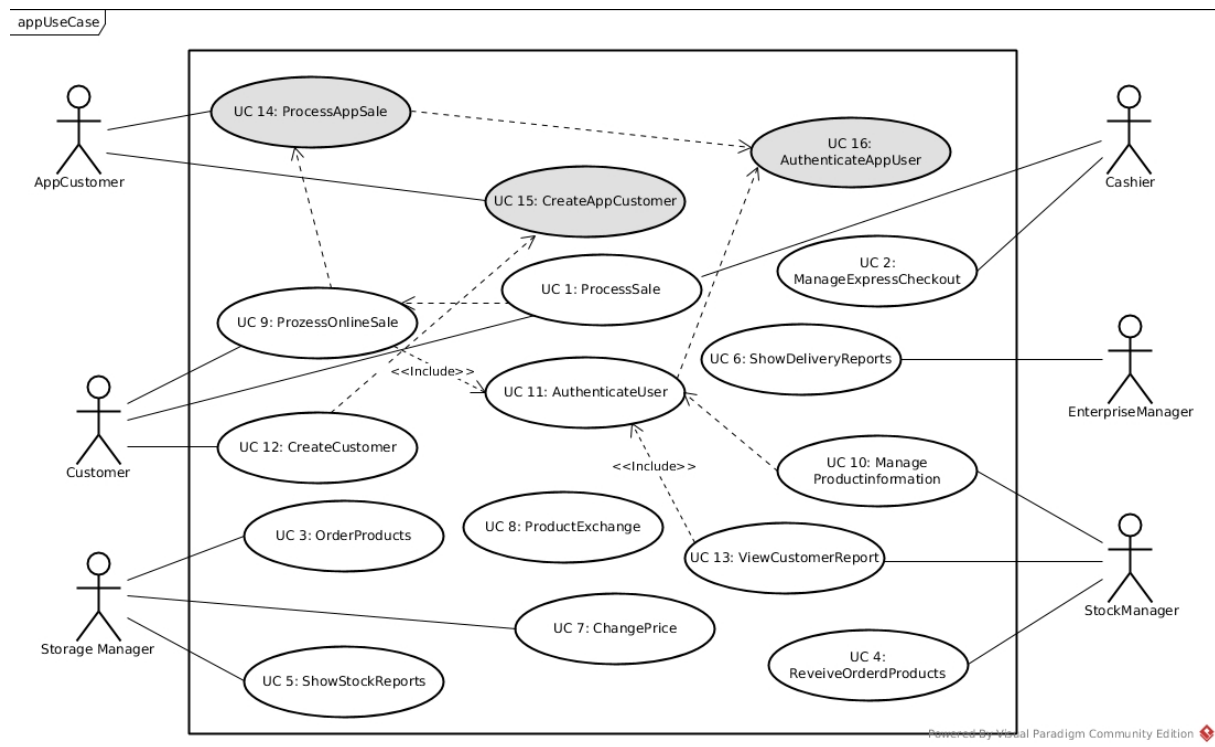 appUseCase
UC 14: ProcessAppSale
UC 16:
AuthenticateAppUser
AppCustomer
Cashier
UC 15: CreateAppCustomer
UC 2:
ManageExpressCheckout
UC 1: ProcessSale
UC 9: ProzessOnlineSale
UC 6: ShowDeliveryReports
<<Include>>
UC 11: AuthenticateUser
EnterpriseManager
UC 12: CreateCustomer
Customer
<<Include>>
UC 10: Manage
Productinformation
UC 3: OrderProducts
UC 8: ProductExchange
UC 13: ViewCustomerReport
StockManager
Storage Manager
UC 7: ChangePrice
UC 4:
ReveiveOrderdProducts
UC 5: ShowStockReports
Powered By Visual Paradigm Community Edition